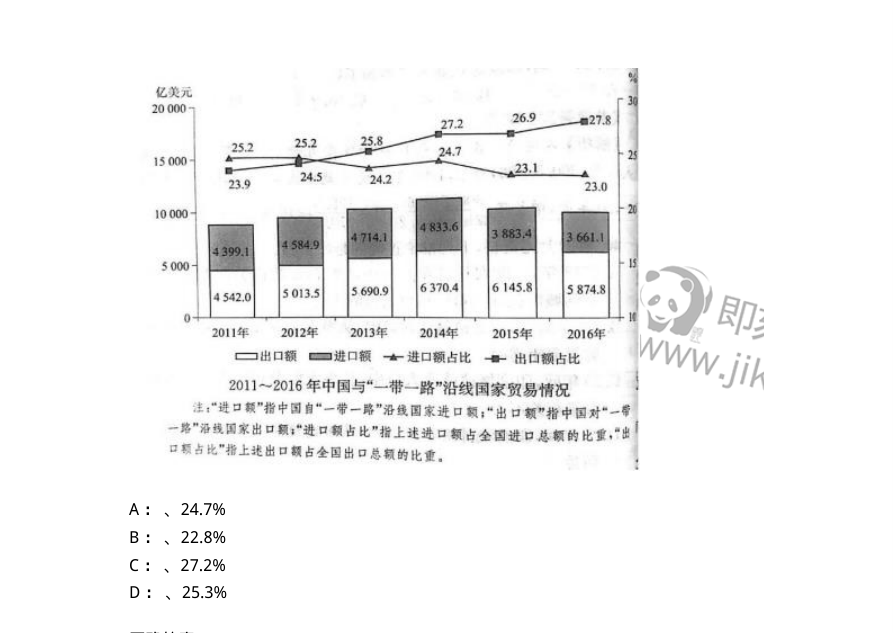 亿美元
%
20 000
15 000
10 000
5 000
0
30
25
20
15
10
25.2 25.2 25.8 27.2 26.9 27.8
23.9 24.5 24.2 24.7 23.1 23.0
4 399.1 4 584.9 4 714.1 4 833.6 3 883.4 3 661.1
4 542.0 5 013.5 5 690.9 6 370.4 6 145.8 5 874.8
2011年 2012年 2013年 2014年 2015年 2016年
出口额 进口额 进口额占比 出口额占比
2011～2016 年中国与“一带一路”沿线国家贸易情况
注：“进口额”指中国自“一带一路”沿线国家进口额；“出口额”指中国对“一带
一路”沿线国家出口额；“进口额占比”指上述进口额占全国进口总额的比重，“出
口额占比”指上述出口额占全国出口总额的比重。
www.jik
A： 、24.7%
B： 、22.8%
C： 、27.2%
D： 、25.3%